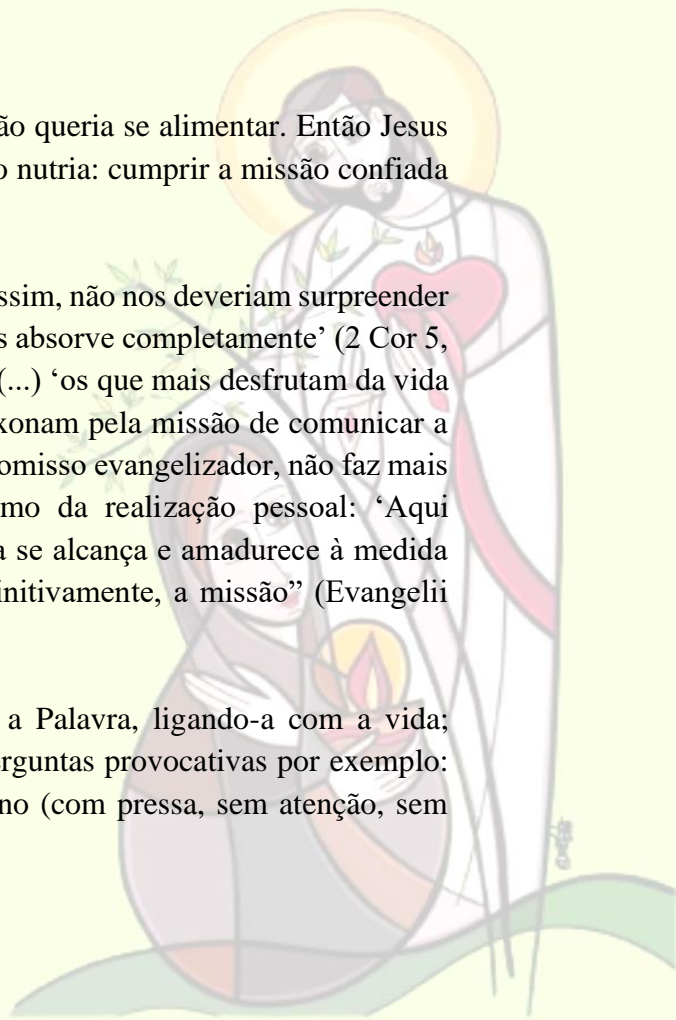 ão queria se alimentar. Então Jesus
o nutria: cumprir a missão confiada
ssim, não nos deveriam surpreender
s absorve completamente’ (2 Cor 5,
(...) ‘os que mais desfrutam da vida
xonam pela missão de comunicar a
omisso evangelizador, não faz mais
mo da realização pessoal: ‘Aqui
a se alcança e amadurece à medida
initivamente, a missão” (Evangelii
a Palavra, ligando-a com a vida;
erguntas provocativas por exemplo:
no (com pressa, sem atenção, sem